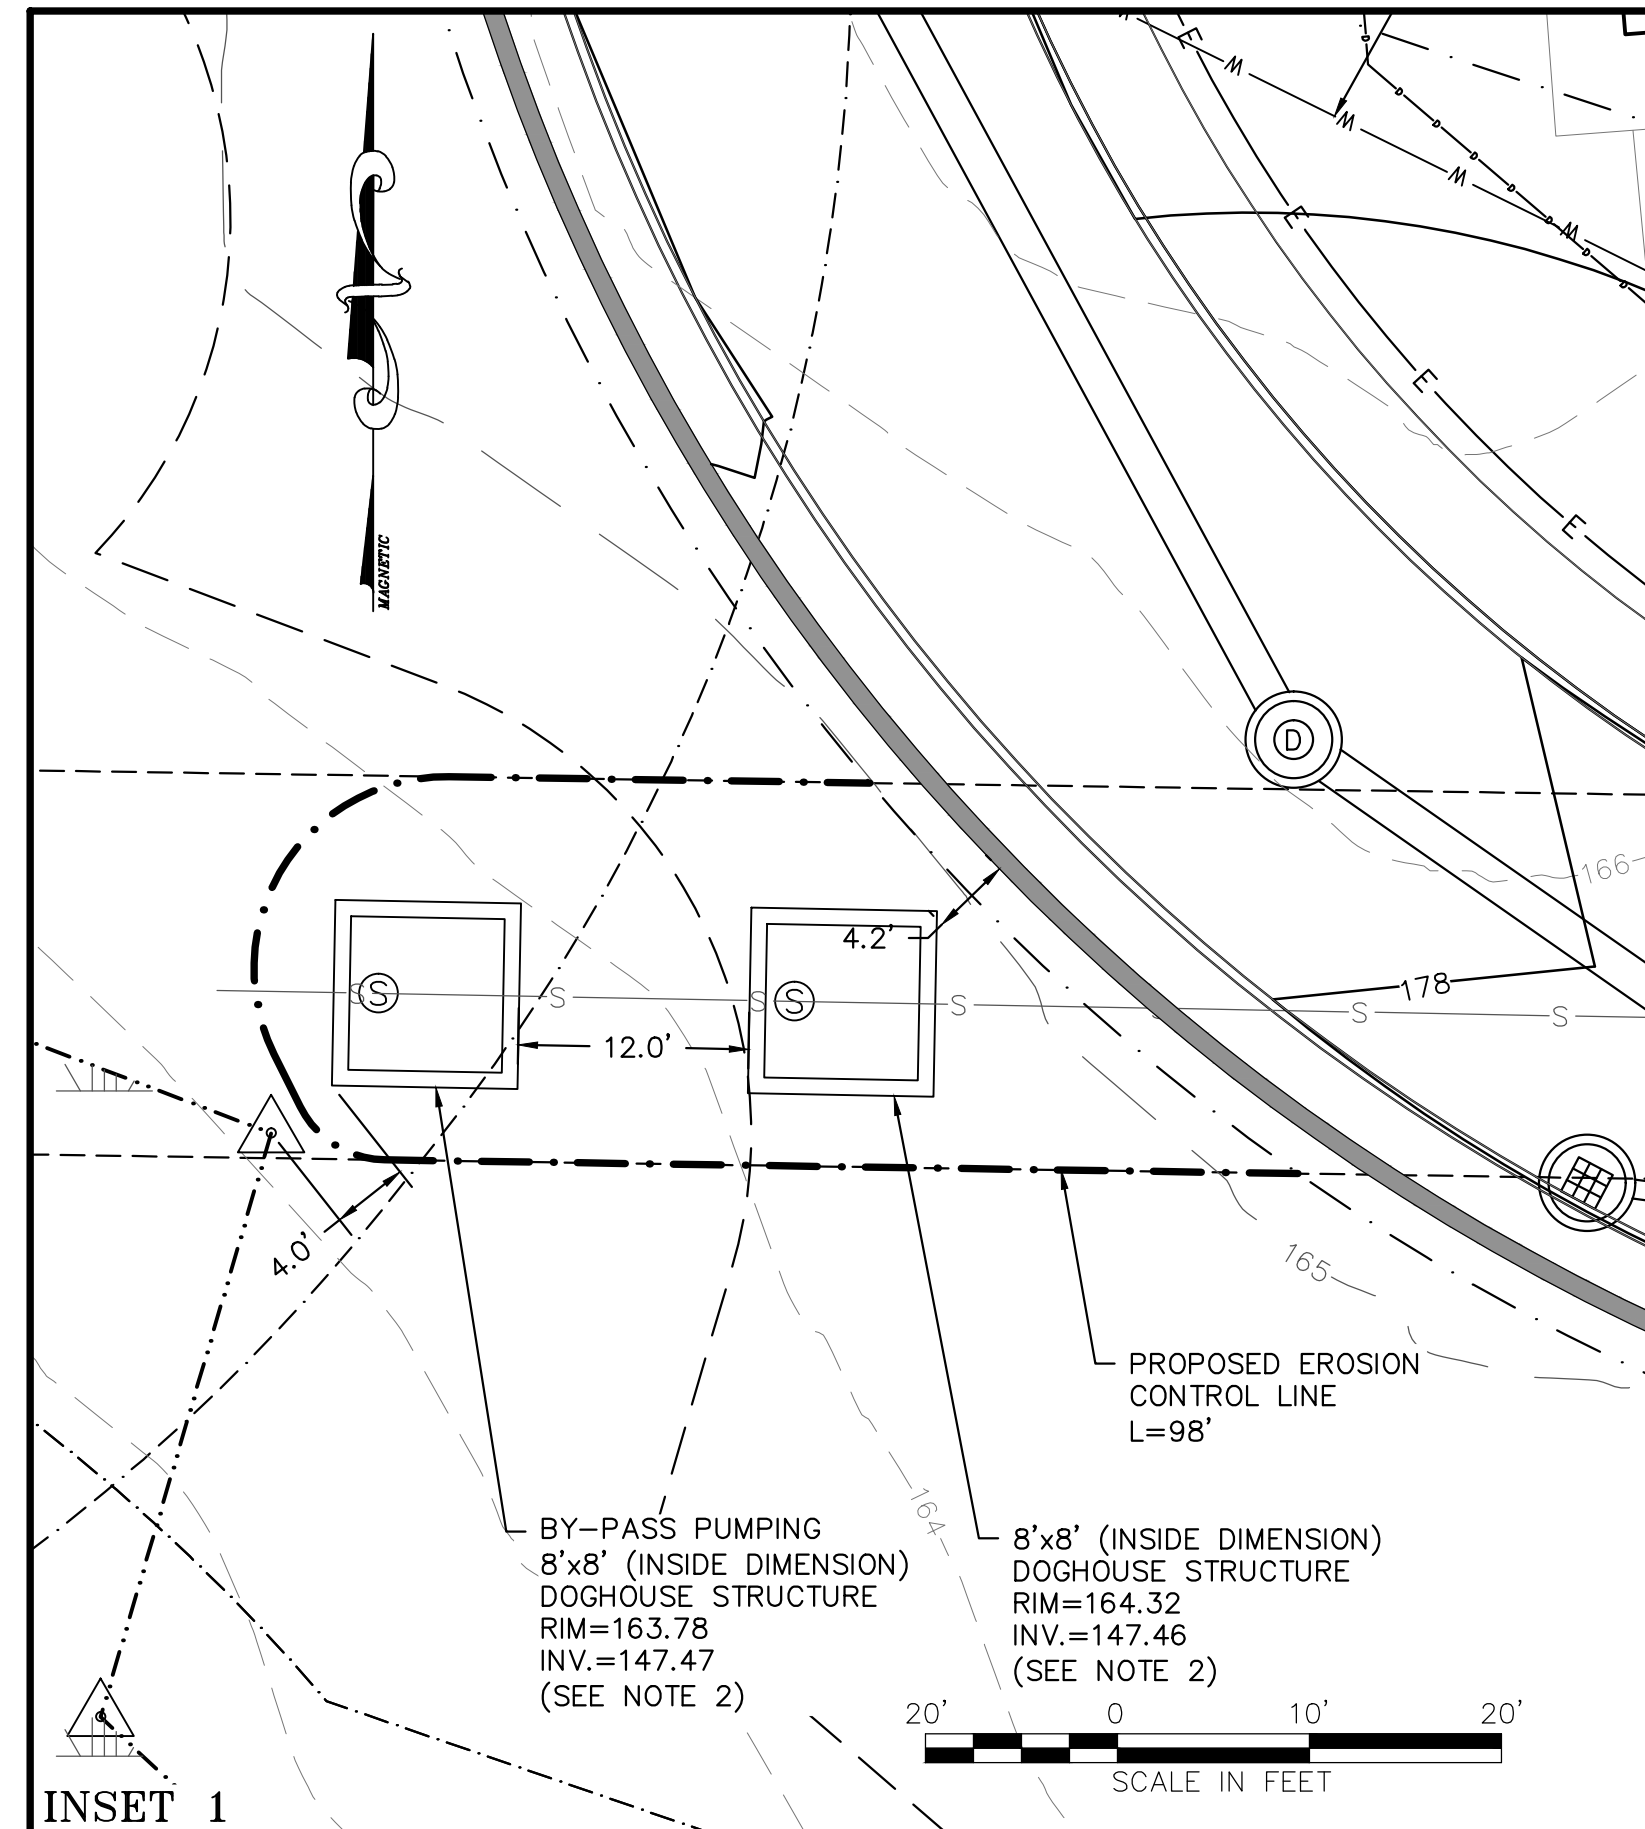 W
E
D
W
D
W
D
D
W
D
E
W
D
D
E
MAGNETIC
E
D
166
4.2'
178
S
S
S
S
S
S
S
S
12.0'
4.0'
165
PROPOSED EROSION
CONTROL LINE
L=98'
164
BY-PASS PUMPING
8'x8' (INSIDE DIMENSION)
DOGHOUSE STRUCTURE
RIM=163.78
INV.=147.47
(SEE NOTE 2)
8'x8' (INSIDE DIMENSION)
DOGHOUSE STRUCTURE
RIM=164.32
INV.=147.46
(SEE NOTE 2)
20' 0 10' 20'
SCALE IN FEET
INSET 1